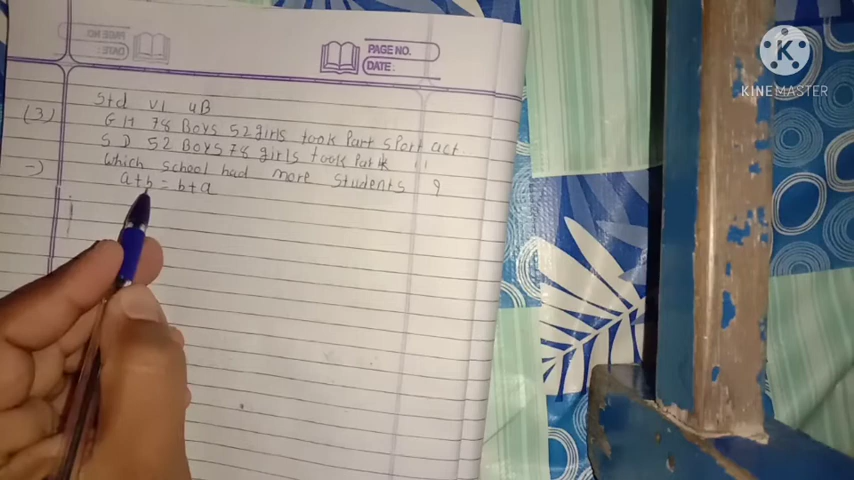 PAGE NO.
DATE:
KINEMASTER
Std VI 4B
(3) G H 78 Boys 52 girls took Part sport act
S D 52 Boys 78 girls took Part " "
→) which school had more students ?
a+b = b+a